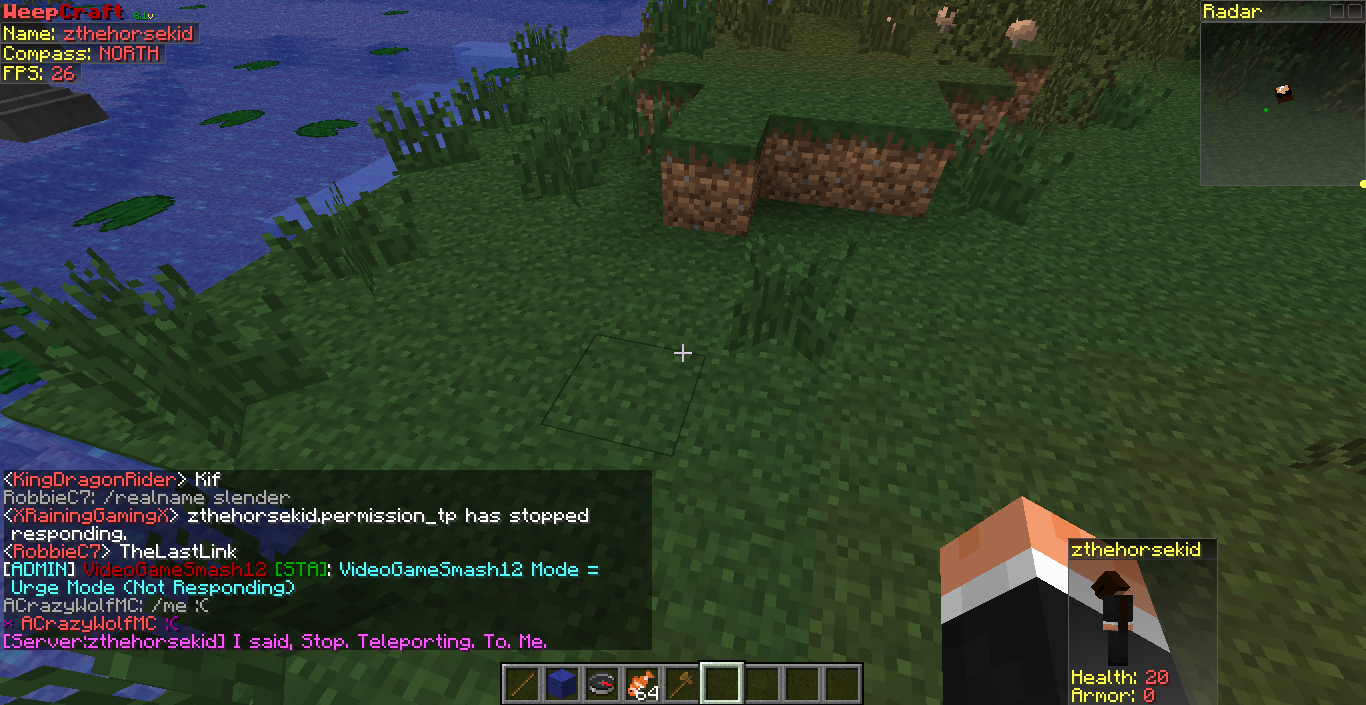 WeepCraft 3.1v
Name: zthehorsekid
Compass: NORTH
FPS: 26
Radar
<KingDragonRider> Kif
RobbieC7: /realname slender
<XRainingGamingX> zthehorsekid.permission_tp has stopped
responding.
<RobbieC7> TheLastLink
[ADMIN] VideoGameSmash12 [STA]: VideoGameSmash12 Mode =
Urge Mode (Not Responding)
ACrazyWolfMC: /me :C
* ACrazyWolfMC :C
[Server:zthehorsekid] I said, Stop. Teleporting. To. Me.
64
zthehorsekid
Health: 20
Armor: 0